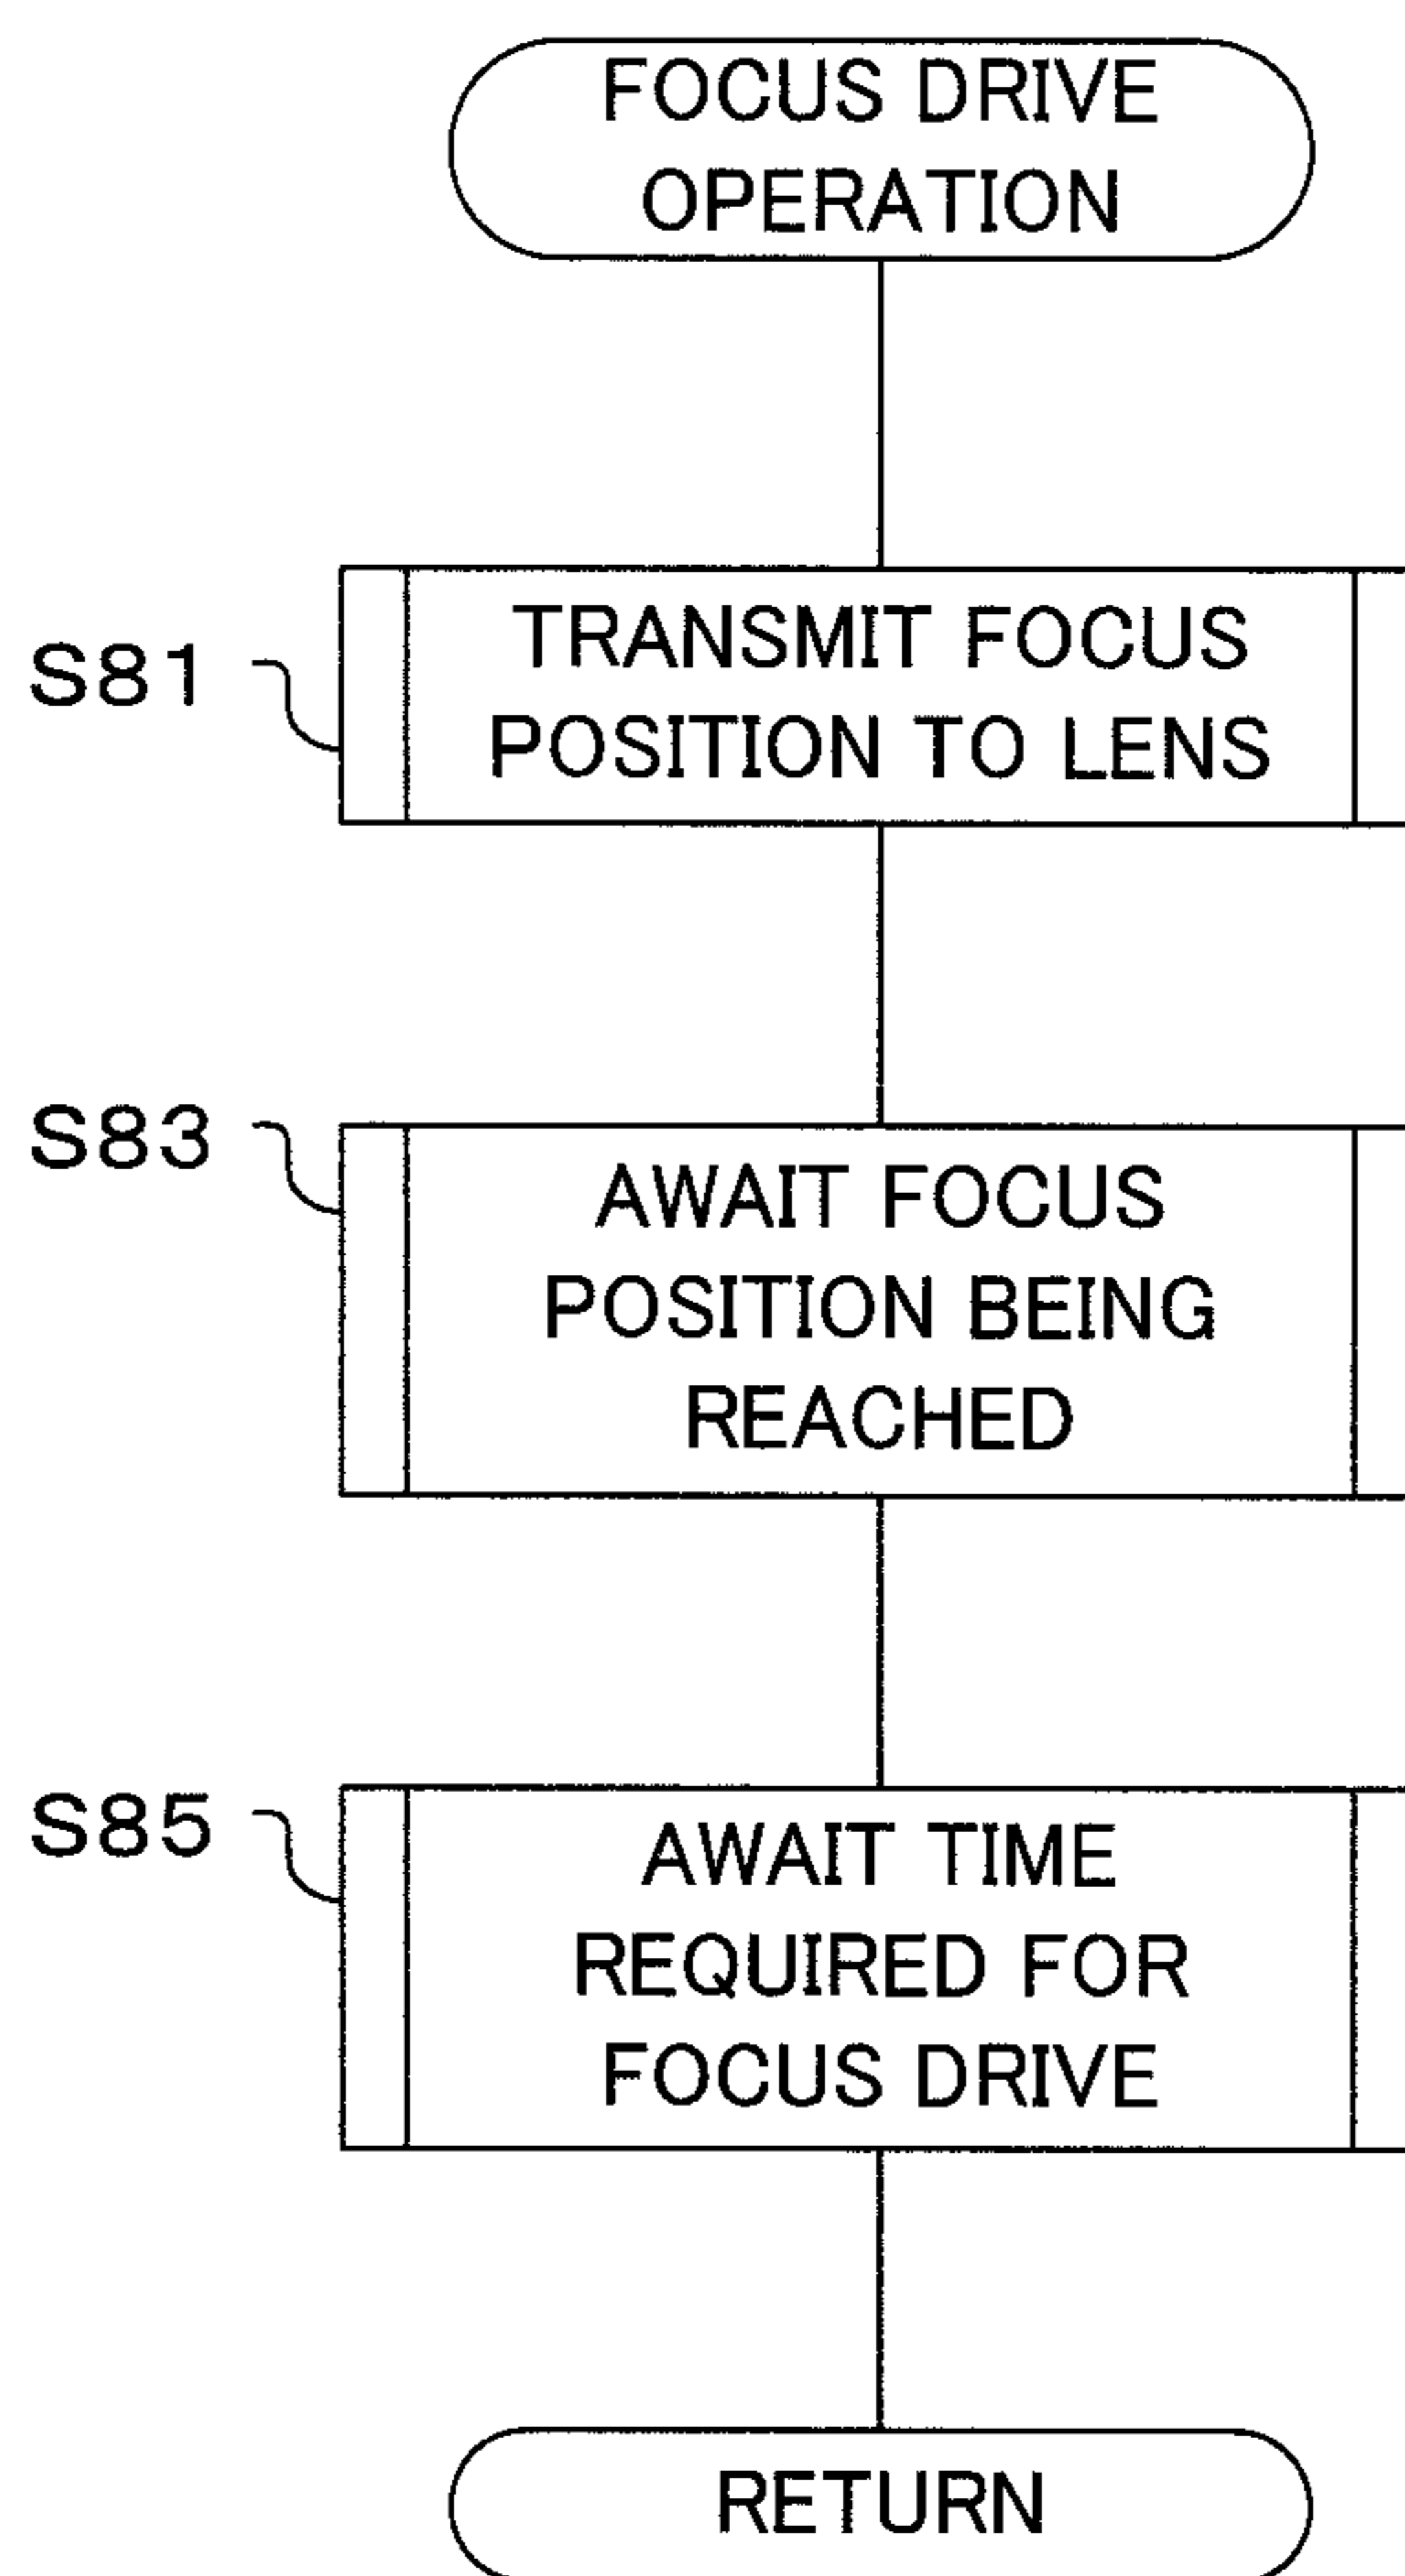 FOCUS DRIVE
OPERATION
S81
TRANSMIT FOCUS
POSITION TO LENS
S83
AWAIT FOCUS
POSITION BEING
REACHED
S85
AWAIT TIME
REQUIRED FOR
FOCUS DRIVE
RETURN